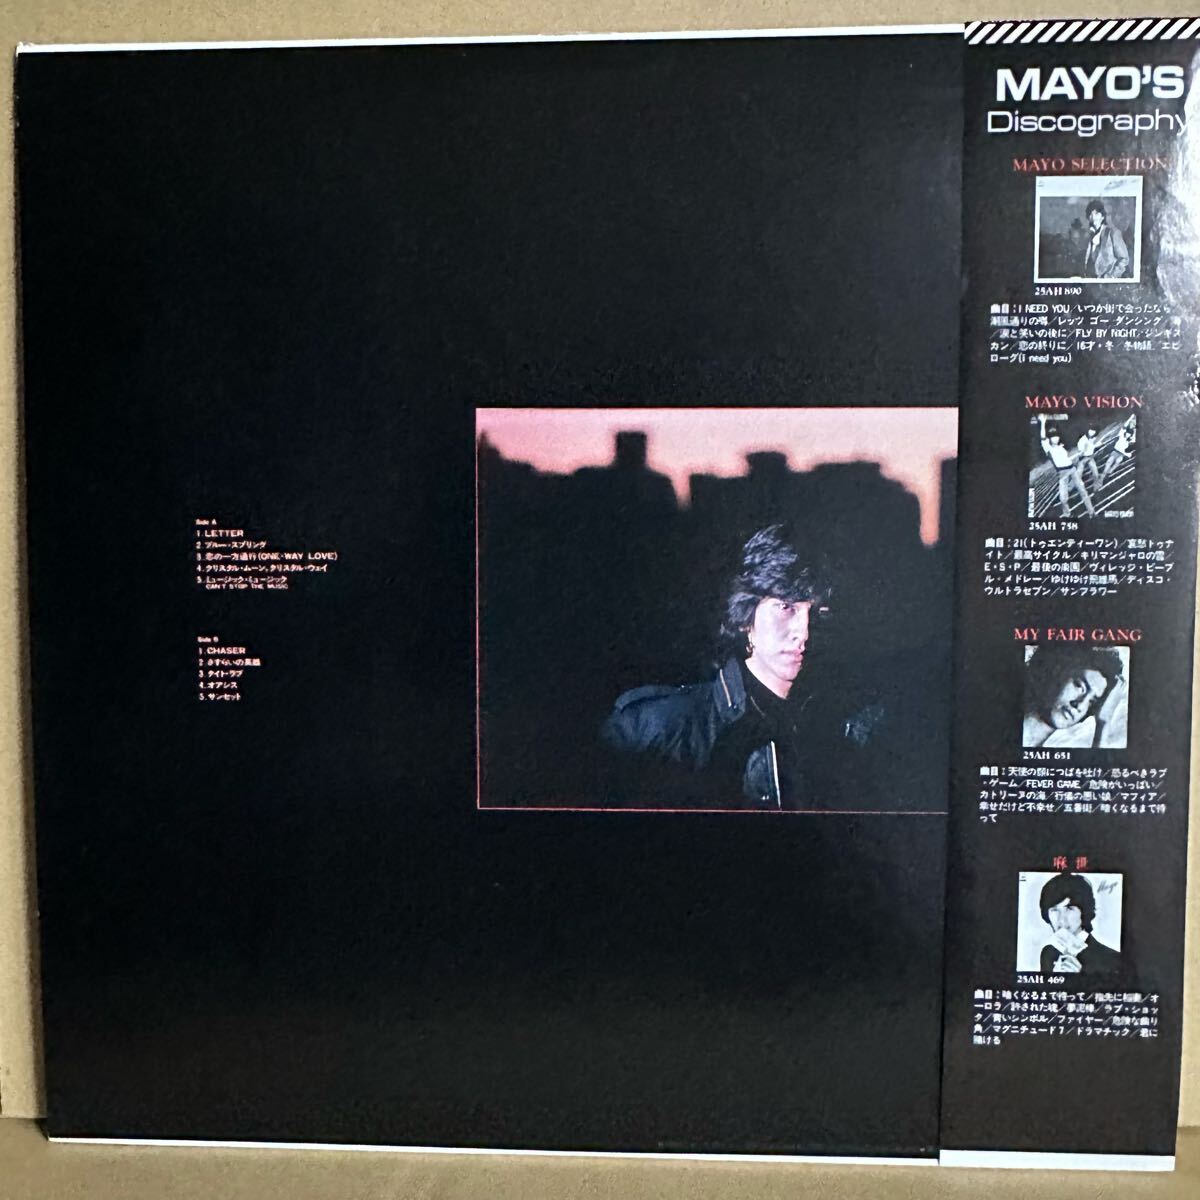 Side A
1. LETTER
2. ブルー・スプリング
3. 恋の一方通行 (ONE-WAY LOVE)
4. クリスタル・ムーン, クリスタル・ウェイ
5. ミュージック・ミュージック
CAN'T STOP THE MUSIC
Side B
1. CHASER
2. さすらいの英雄
3. タイト・ラブ
4. オアシス
5. サンセット
MAYO'S
Discography
MAYO SELECTION
25AH 890
曲目：I NEED YOU／いつか街で会ったなら
通りの噂／レッツ ゴー ダンシング／
／涙と笑いの後に／FLY BY NIGHT／ジンギス
カン／恋の終りに／16才・冬／冬物語／エピ
ローグ(I need you)
MAYO VISION
25AH 758
曲目：21(トゥエンティーワン)／哀愁トゥナ
イト／最高サイクル／キリマンジャロの雪／
E・S・P／最後の楽園／ヴィレッジ・ピープ
ル・メドレー／ゆけゆけ飛雄馬／ディスコ・
ウルトラセブン／サンフラワー
MY FAIR GANG
25AH 651
曲目：天使の顔につばを吐け／恐るべきラブ
・ゲーム／FEVER GAME／危険がいっぱい／
カトリーヌの海／行儀の悪い娘／マフィア／
幸せだけど不幸せ／五番街／暗くなるまで待
って
麻世
Mayo
25AH 469
曲目：暗くなるまで待って／指先に稲妻／オ
ーロラ／許された魂／夢泥棒／ラブ・ショッ
ク／青いシンボル／ファイヤー／危険な曲り
角／マグニチュード7／ドラマチック／君に
賭ける